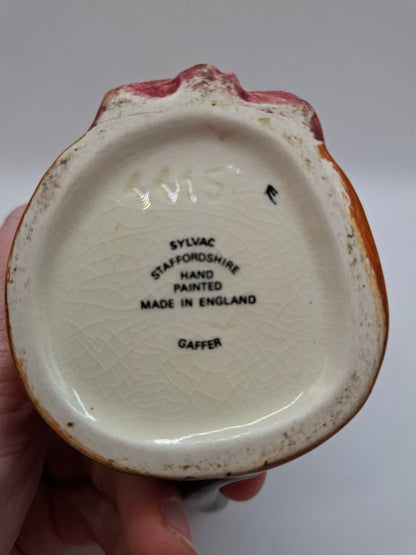 E
SYLVAC
STAFFORDSHIRE
HAND
PAINTED
MADE IN ENGLAND
GAFFER